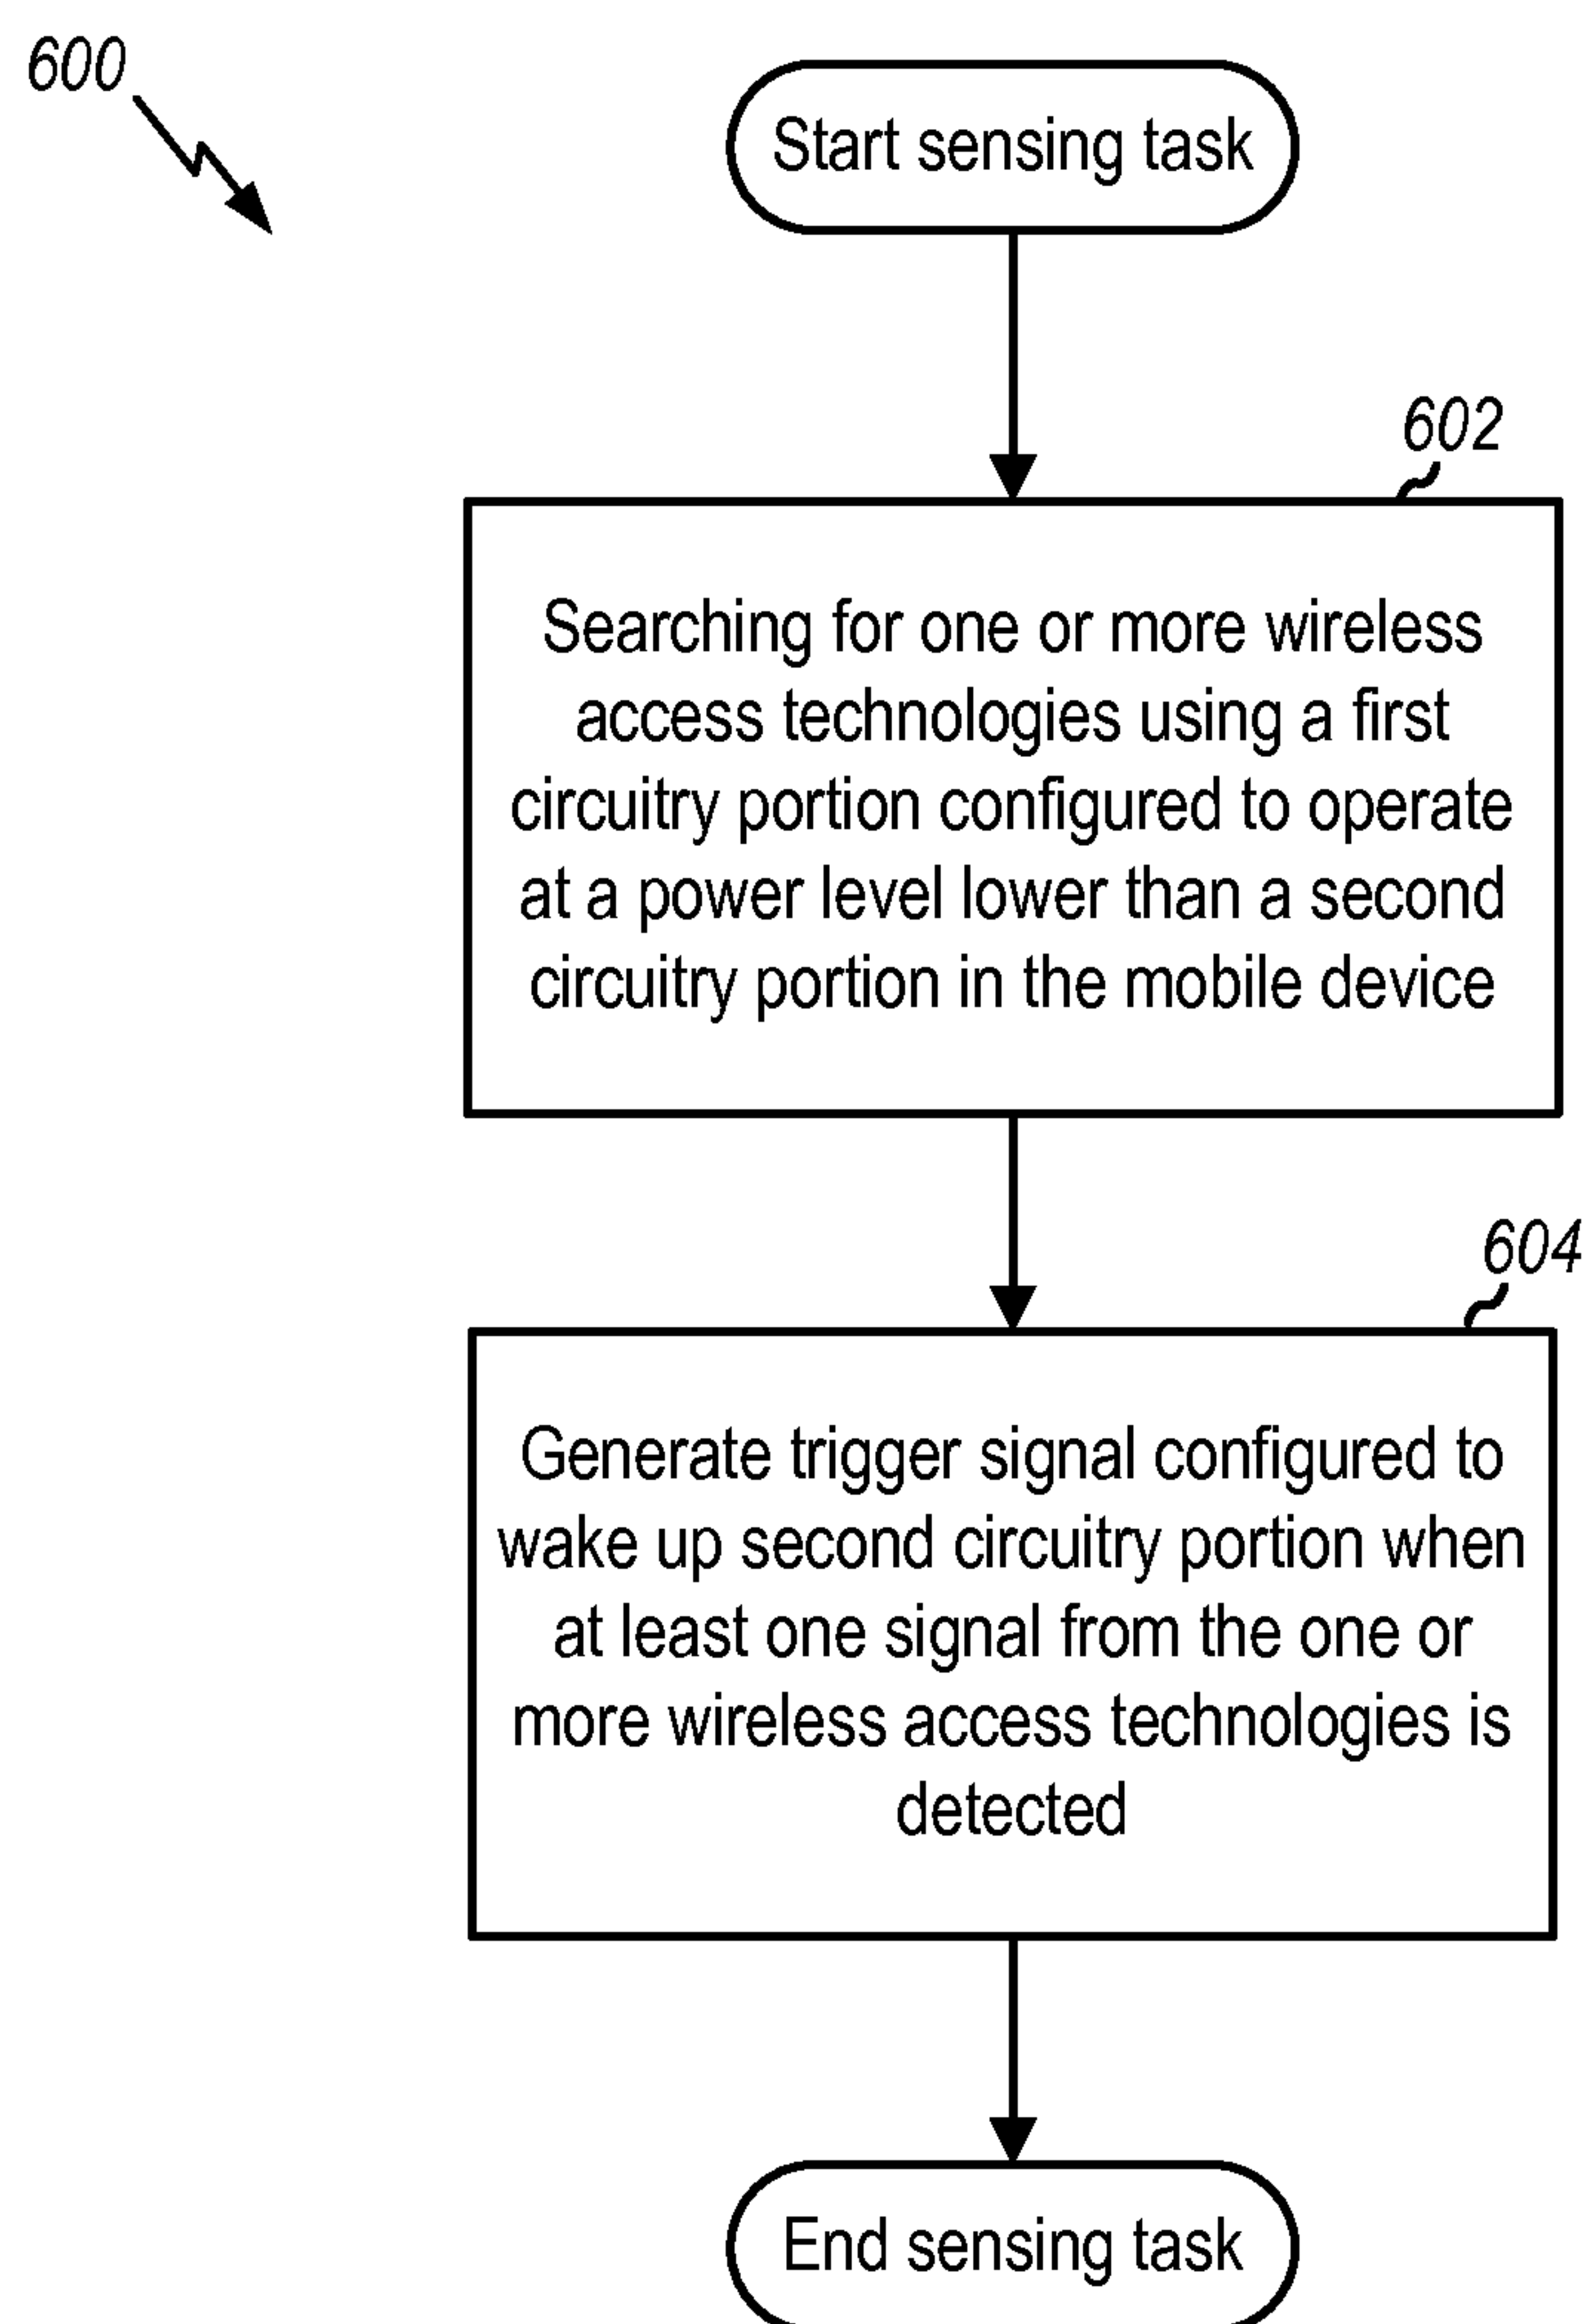 600
Start sensing task
602
Searching for one or more wireless
access technologies using a first
circuitry portion configured to operate
at a power level lower than a second
circuitry portion in the mobile device
604
Generate trigger signal configured to
wake up second circuitry portion when
at least one signal from the one or
more wireless access technologies is
detected
End sensing task